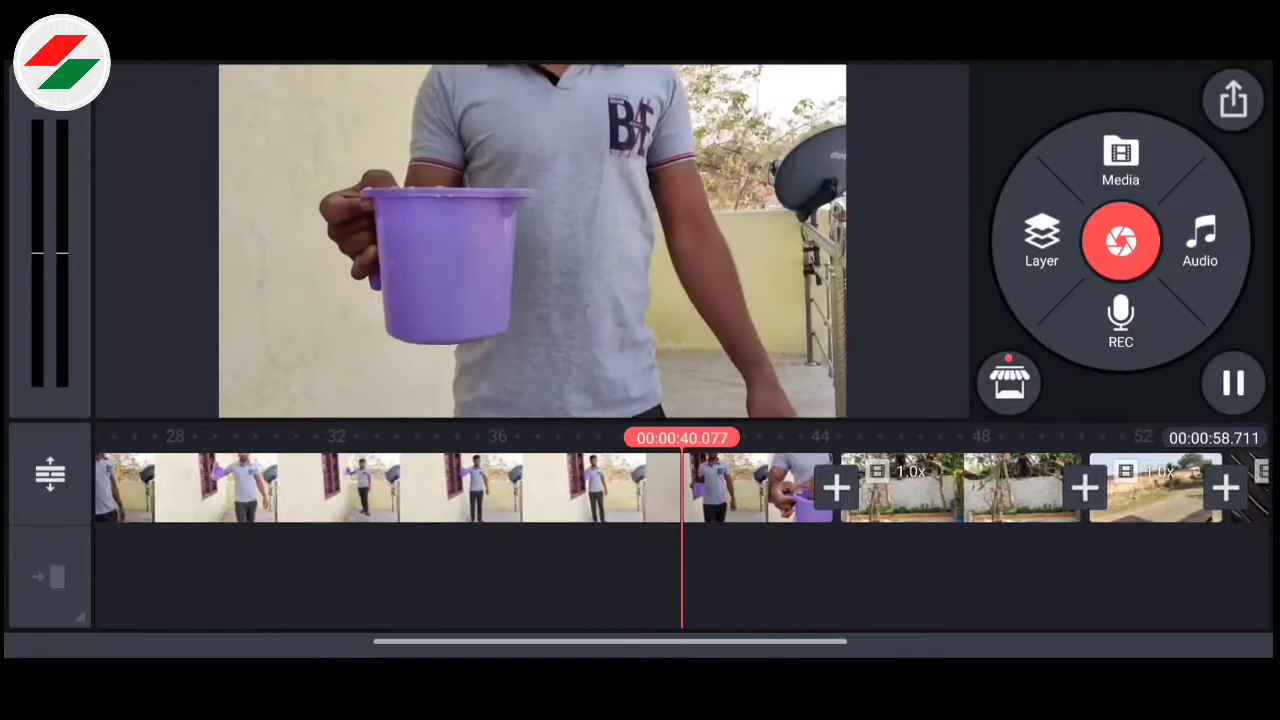 BAE
Media
Layer
Audio
REC
28
32
36
00:00:40.077
44
48
52
00:00:58.711
1.0x
1.0x